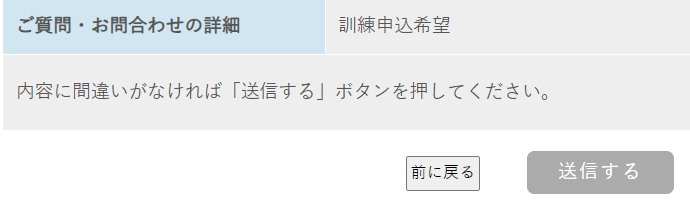 ご質問・お問合わせの詳細 訓練申込希望
内容に間違いがなければ「送信する」ボタンを押してください。
前に戻る 送信する